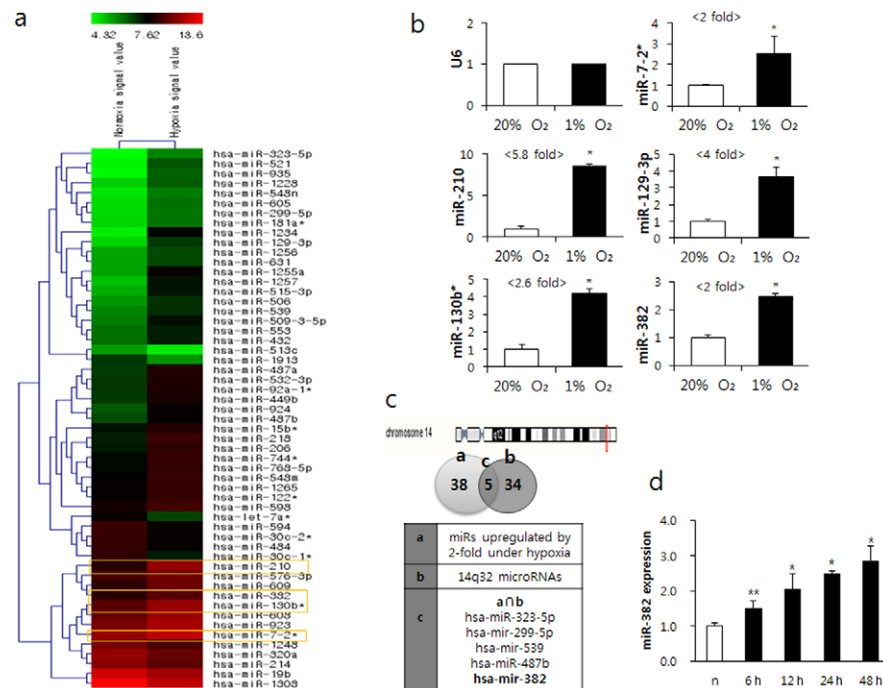 a
4.32 7.62 13.6
Normoxia signal value
Hypoxia signal value
hsa-miR-323-5p
hsa-miR-521
hsa-miR-935
hsa-miR-1228
hsa-miR-548n
hsa-miR-605
hsa-miR-299-5p
hsa-miR-181a*
hsa-miR-1234
hsa-miR-129-3p
hsa-miR-1256
hsa-miR-631
hsa-miR-1255a
hsa-miR-1257
hsa-miR-515-3p
hsa-miR-506
hsa-miR-539
hsa-miR-509-3-5p
hsa-miR-553
hsa-miR-432
hsa-miR-513c
hsa-miR-1913
hsa-miR-487a
hsa-miR-532-3p
hsa-miR-92a-1*
hsa-miR-449b
hsa-miR-924
hsa-miR-487b
hsa-miR-15b*
hsa-miR-218
hsa-miR-206
hsa-miR-744*
hsa-miR-768-5p
hsa-miR-548m
hsa-miR-1265
hsa-miR-122*
hsa-miR-598
hsa-let-7a*
hsa-miR-594
hsa-miR-30c-2*
hsa-miR-484
hsa-miR-30c-1*
hsa-miR-210
hsa-miR-576-3p
hsa-miR-609
hsa-miR-382
hsa-miR-130b*
hsa-miR-603
hsa-miR-923
hsa-miR-7-2*
hsa-miR-1248
hsa-miR-320a
hsa-miR-214
hsa-miR-19b
hsa-miR-1308
b
U6
2
1
0
20% O₂ 1% O₂
<2 fold>
miR-7-2*
4
3
2
1
0
*
20% O₂ 1% O₂
<5.8 fold>
miR-210
10
5
0
*
20% O₂ 1% O₂
<4 fold>
miR-129-3p
5
4
3
2
1
0
*
20% O₂ 1% O₂
<2.6 fold>
miR-130b*
5
4
3
2
1
0
*
20% O₂ 1% O₂
<2 fold>
miR-382
3
2
1
0
*
20% O₂ 1% O₂
c
chromosome 14
q12
a c b
38 5 34
a miRs upregulated by
2-fold under hypoxia
b 14q32 microRNAs
c a∩b
hsa-miR-323-5p
hsa-mir-299-5p
hsa-mir-539
hsa-miR-487b
hsa-mir-382
d
miR-382 expression
4.0
3.0
2.0
1.0
0.0
** * * *
n 6 h 12 h 24 h 48 h